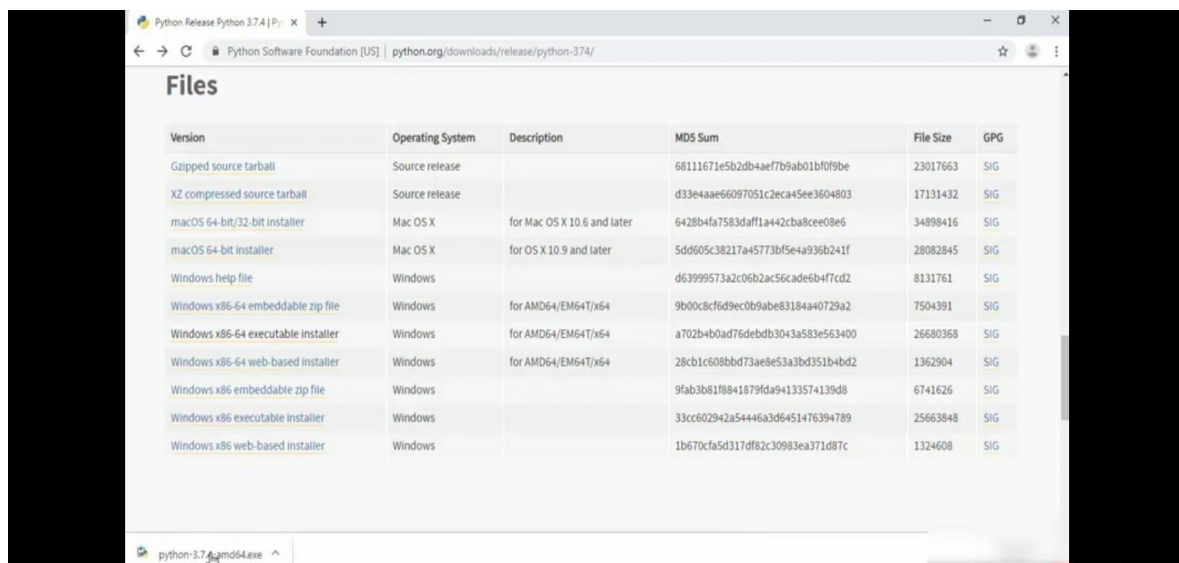 Python Release Python 3.7.4 | Py
Python Software Foundation [US] | python.org/downloads/release/python-374/
Files
Version Operating System Description MD5 Sum File Size GPG
Gzipped source tarball Source release 68111671e5b2db4aef7b9ab01bf0f9be 23017663 SIG
XZ compressed source tarball Source release d33e4aae66097051c2eca45ee3604803 17131432 SIG
macOS 64-bit/32-bit installer Mac OS X for Mac OS X 10.6 and later 6428b4fa7583daff1a442cba8cee08e6 34898416 SIG
macOS 64-bit installer Mac OS X for OS X 10.9 and later 5dd605c38217a45773bf5e4a936b241f 28082845 SIG
Windows help file Windows d63999573a2c06b2ac56cade6b4f7cd2 8131761 SIG
Windows x86-64 embeddable zip file Windows for AMD64/EM64T/x64 9b00c8cf6d9ec0b9abe83184a40729a2 7504391 SIG
Windows x86-64 executable installer Windows for AMD64/EM64T/x64 a702b4b0ad76debdb3043a583e563400 26680368 SIG
Windows x86-64 web-based installer Windows for AMD64/EM64T/x64 28cb1c608bbd73ae8e53a3bd351b4bd2 1362904 SIG
Windows x86 embeddable zip file Windows 9fab3b81f8841879fda94133574139d8 6741626 SIG
Windows x86 executable installer Windows 33cc602942a54446a3d6451476394789 25663848 SIG
Windows x86 web-based installer Windows 1b670cfa5d317df82c30983ea371d87c 1324608 SIG
python-3.7.4-amd64.exe